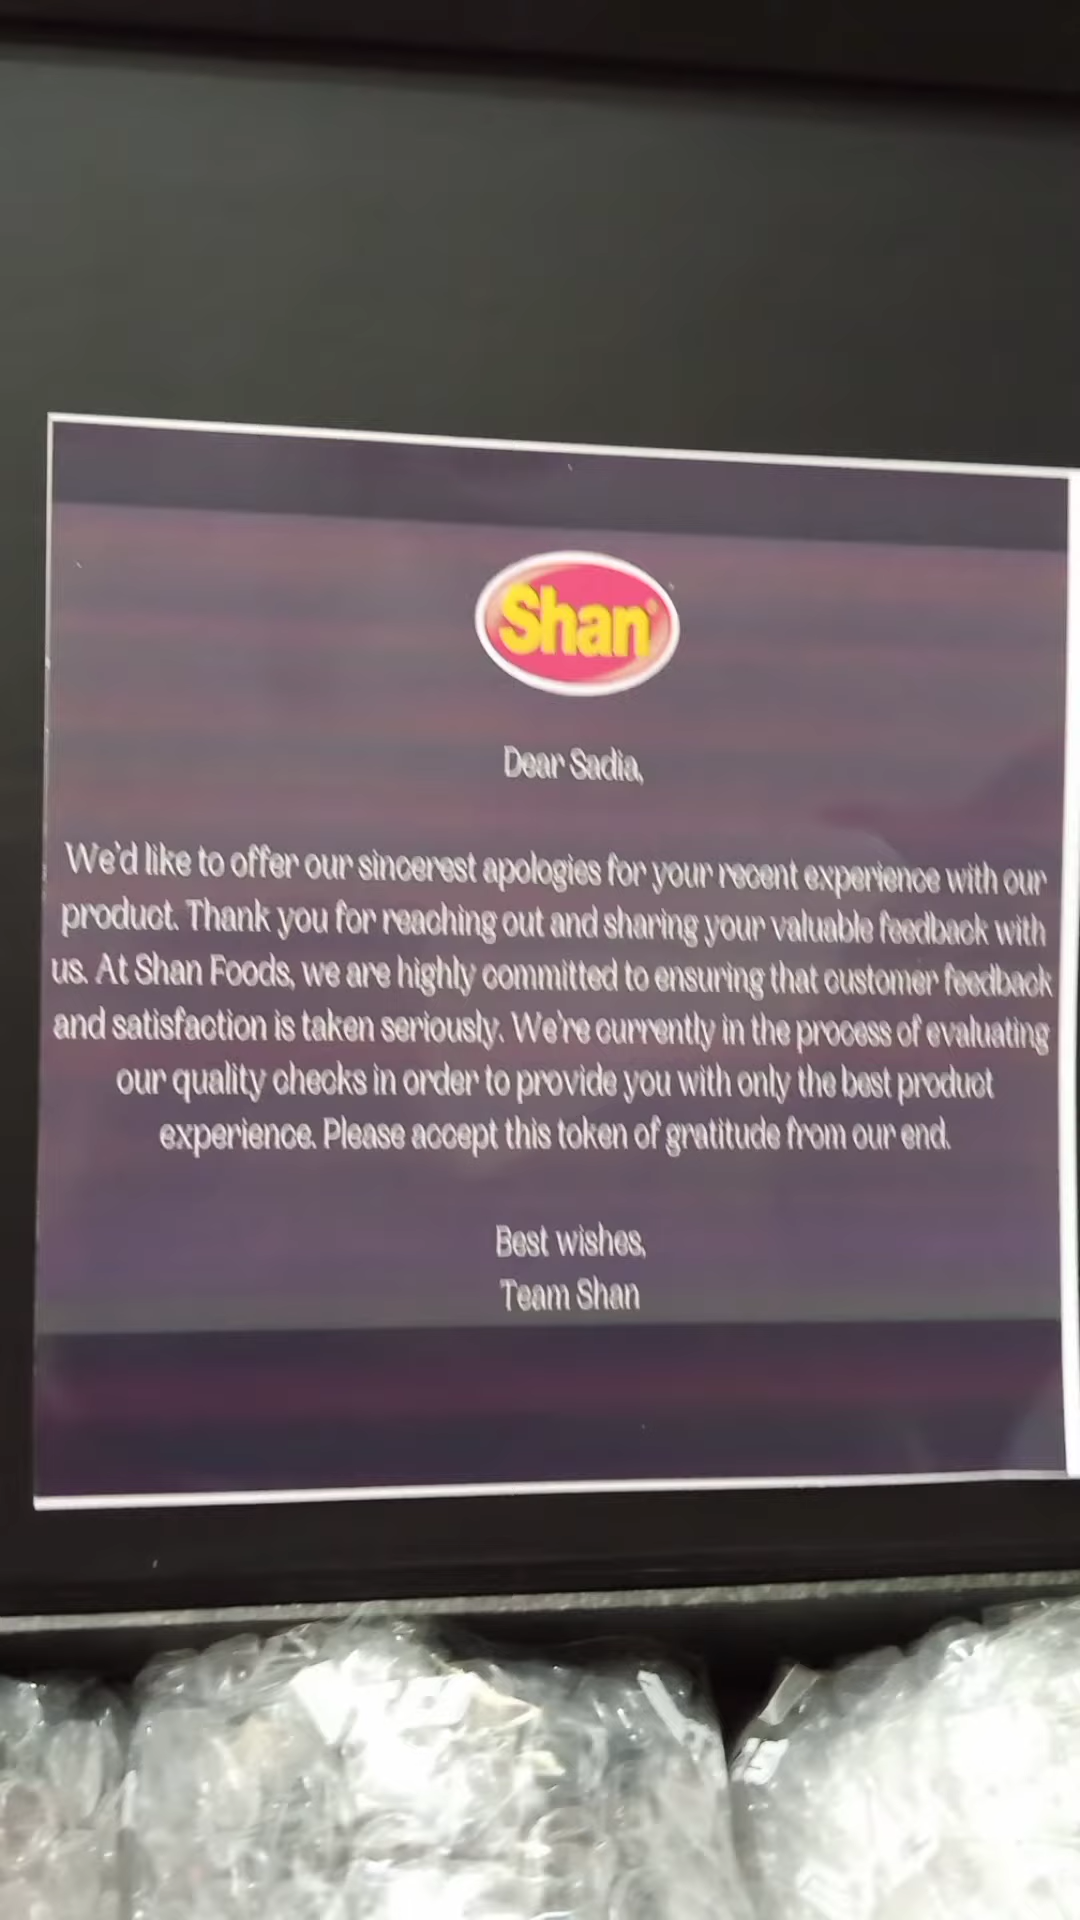 Shan
Dear Sadia,
We'd like to offer our sincerest apologies for your recent experience with our
product. Thank you for reaching out and sharing your valuable feedback with
us. At Shan Foods, we are highly committed to ensuring that customer feedback
and satisfaction is taken seriously. We're currently in the process of evaluating
our quality checks in order to provide you with only the best product
experience. Please accept this token of gratitude from our end.
Best wishes,
Team Shan